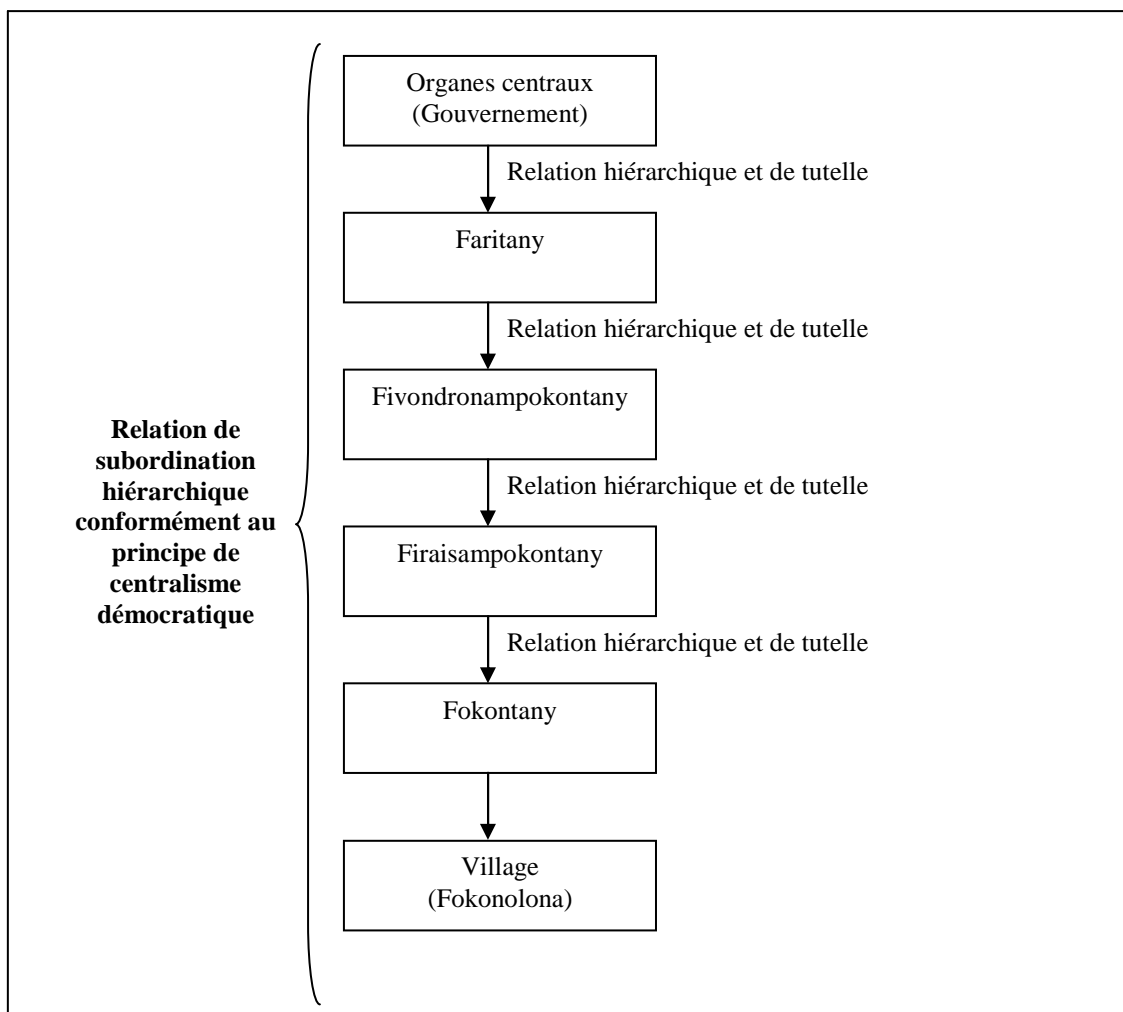 Organes centraux
(Gouvernement)
Relation hiérarchique et de tutelle
Faritany
Relation hiérarchique et de tutelle
Fivondronampokontany
Relation de
subordination
hiérarchique
conformément au
principe de
centralisme
démocratique
Relation hiérarchique et de tutelle
Firaisampokontany
Relation hiérarchique et de tutelle
Fokontany
Village
(Fokonolona)